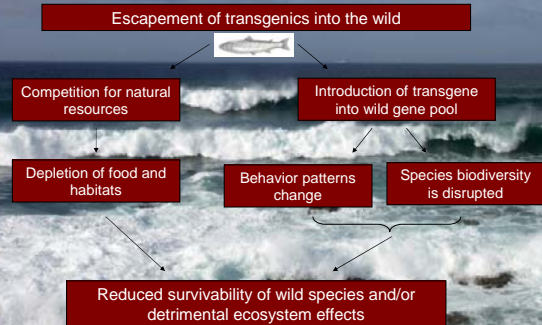 Escapement of transgenics into the wild
Competition for natural
resources
Introduction of transgene
into wild gene pool
Depletion of food and
habitats
Behavior patterns
change
Species biodiversity
is disrupted
Reduced survivability of wild species and/or
detrimental ecosystem effects